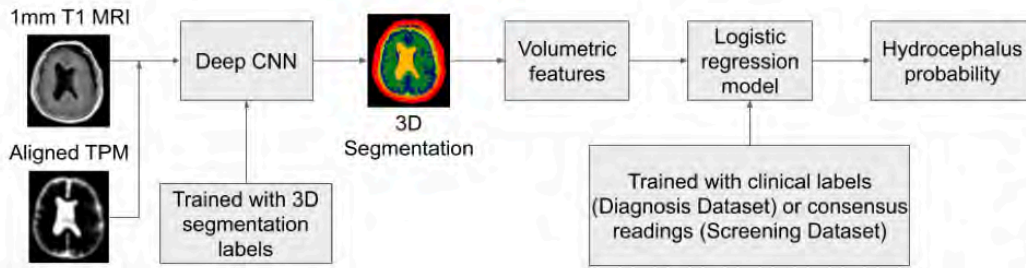 1mm T1 MRI
Aligned TPM
Deep CNN
Trained with 3D
segmentation
labels
3D
Segmentation
Volumetric
features
Logistic
regression
model
Trained with clinical labels
(Diagnosis Dataset) or consensus
readings (Screening Dataset)
Hydrocephalus
probability